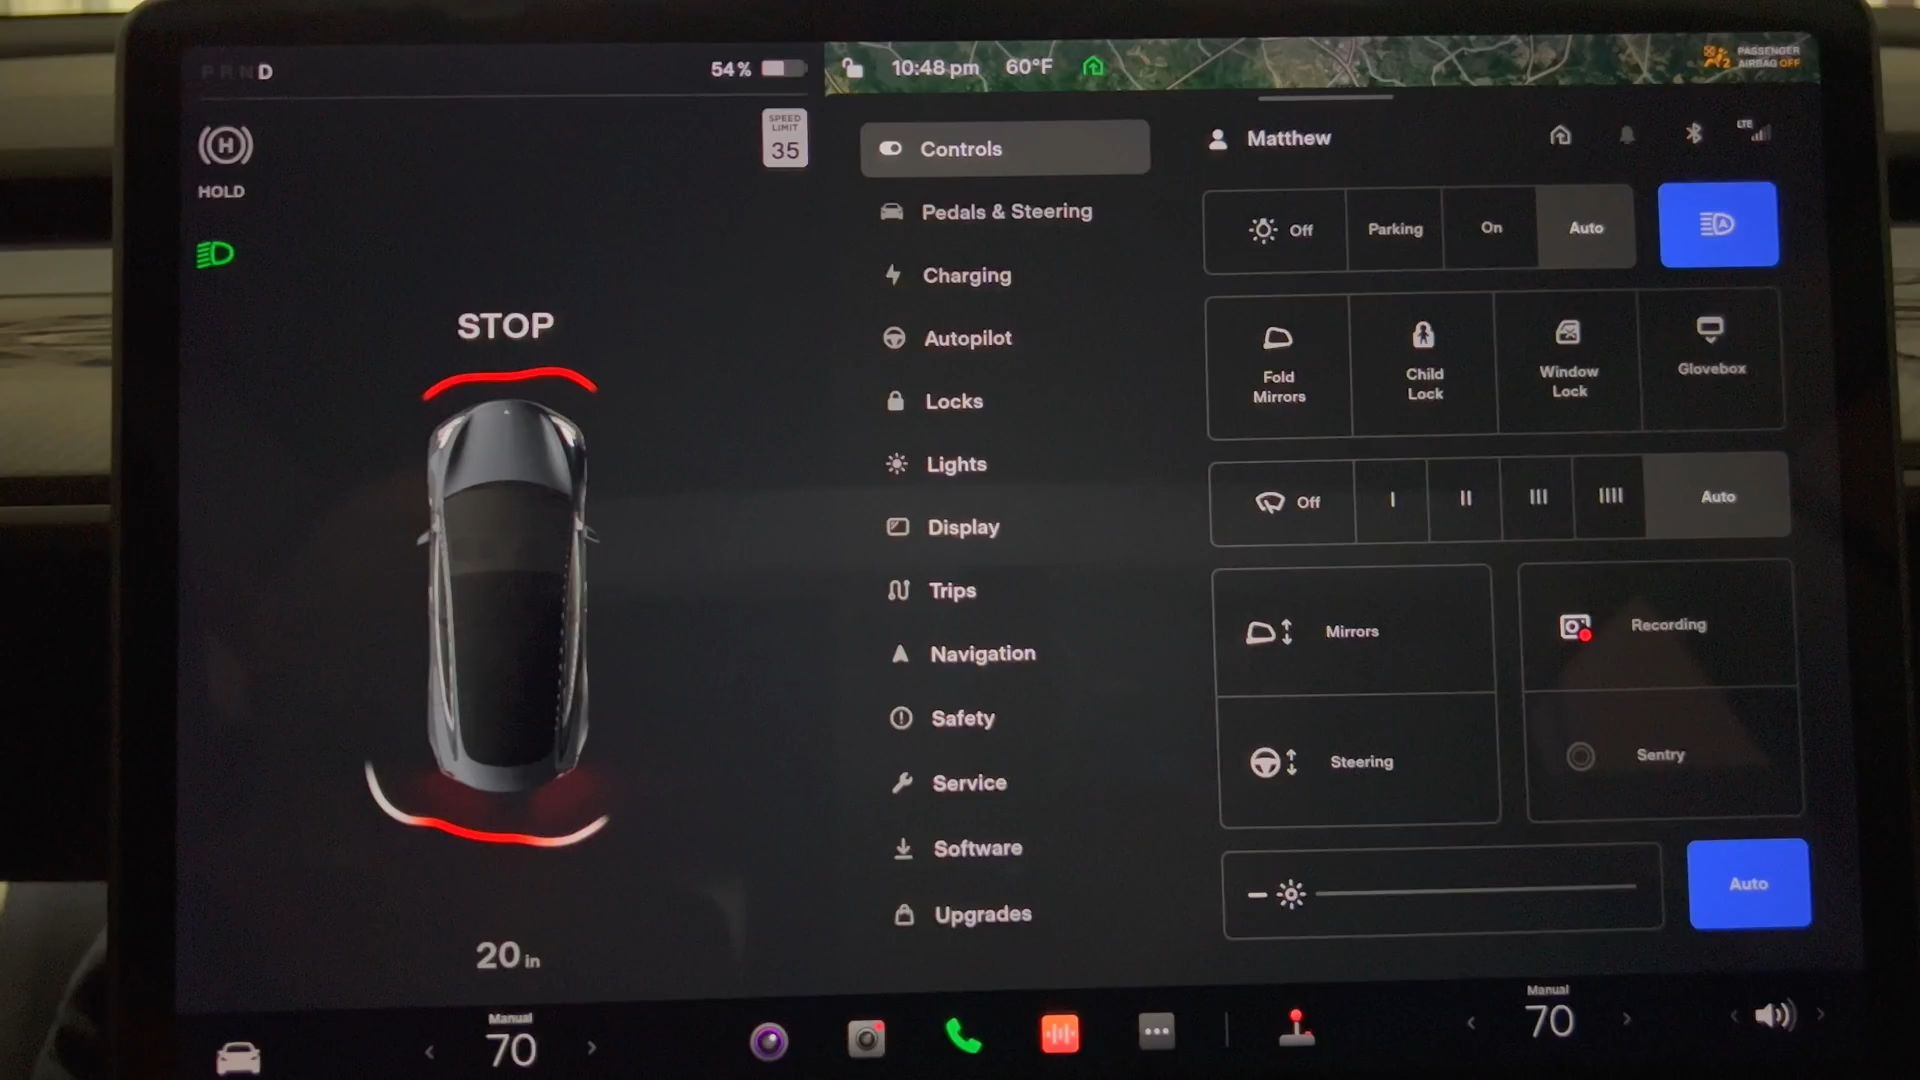 P R N D
54 %
10:48 pm
60°F
2
PASSENGER
AIRBAG OFF
H
HOLD
SPEED
LIMIT
35
STOP
20 in
Controls
Pedals & Steering
Charging
Autopilot
Locks
Lights
Display
Trips
Navigation
Safety
Service
Software
Upgrades
Matthew
LTE
Off
Parking
On
Auto
A
Fold
Mirrors
Child
Lock
Window
Lock
Glovebox
Off
I
II
III
IIII
Auto
Mirrors
Recording
Steering
Sentry
Auto
Manual
70
Manual
70